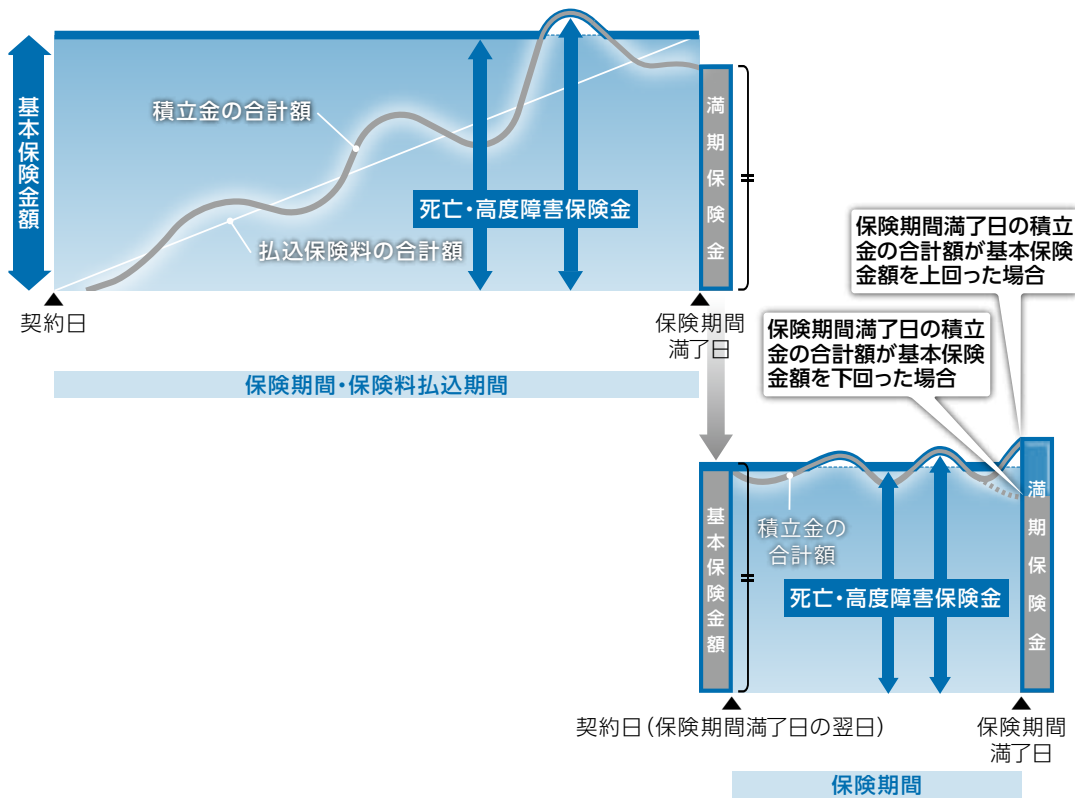 基本保険金額
積立金の合計額
払込保険料の合計額
死亡・高度障害保険金
満期保険金
契約日
保険期間
満了日
保険期間・保険料払込期間
保険期間満了日の積立
金の合計額が基本保険
金額を上回った場合
保険期間満了日の積立
金の合計額が基本保険
金額を下回った場合
基本保険金額
積立金の
合計額
死亡・高度障害保険金
満期保険金
契約日（保険期間満了日の翌日）
保険期間
満了日
保険期間